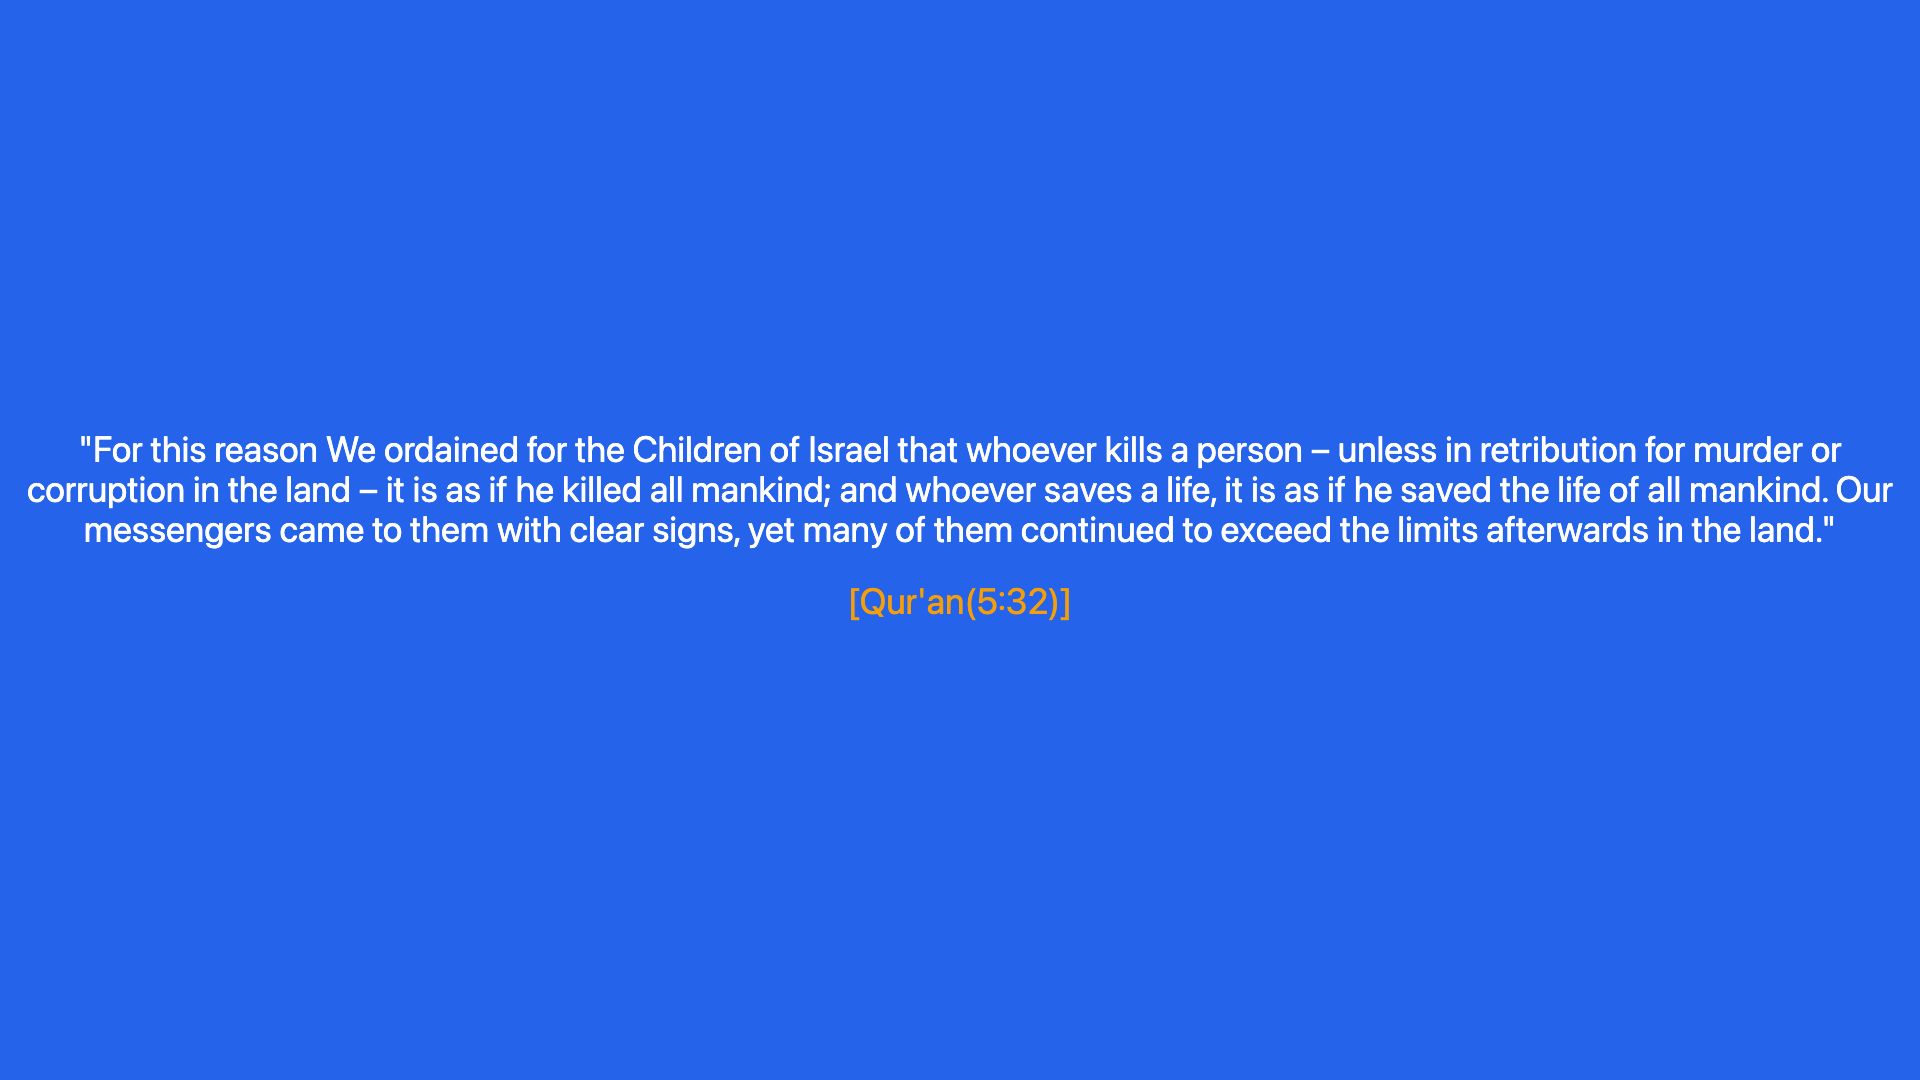 "For this reason We ordained for the Children of Israel that whoever kills a person – unless in retribution for murder or
corruption in the land – it is as if he killed all mankind; and whoever saves a life, it is as if he saved the life of all mankind. Our
messengers came to them with clear signs, yet many of them continued to exceed the limits afterwards in the land."
[Qur'an(5:32)]